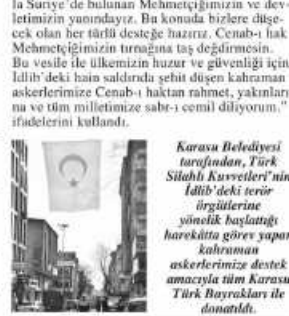 la Suriye'de bulunan Mehmetçiğimizin ve dev-
letimizin yanındayız. Bu konuda bizlere düşe-
cek olan her türlü desteğe hazırız. Cenab-ı Hak
Mehmetçiğimizin tırnağına taş değdirmesin.
Bu vesile ile ülkemizin huzur ve güvenliği için
İdlib'deki hain saldırıda şehit düşen kahraman
askerlerimize Cenab-ı haktan rahmet, yakınları
na ve tüm milletimize sabr-ı cemil diliyorum."
ifadelerini kullandı.
Karasu Belediyesi
tarafından, Türk
Silahlı Kuvvetleri'nin
İdlib'deki terör
örgütlerine
yönelik başlattığı
harekâtta görev yapan
kahraman
askerlerimize destek
amacıyla tüm Karasu
Türk Bayrakları ile
donatıldı.